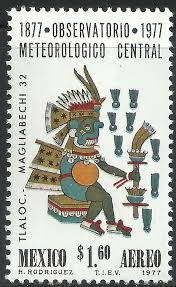 1877 • OBSERVATORIO • 1977
METEOROLOGICO CENTRAL
TLALOC.- MAGLIABECHI 32
MEXICO $1.60 AEREO
H. RODRIGUEZ T.I.E.V. 1977